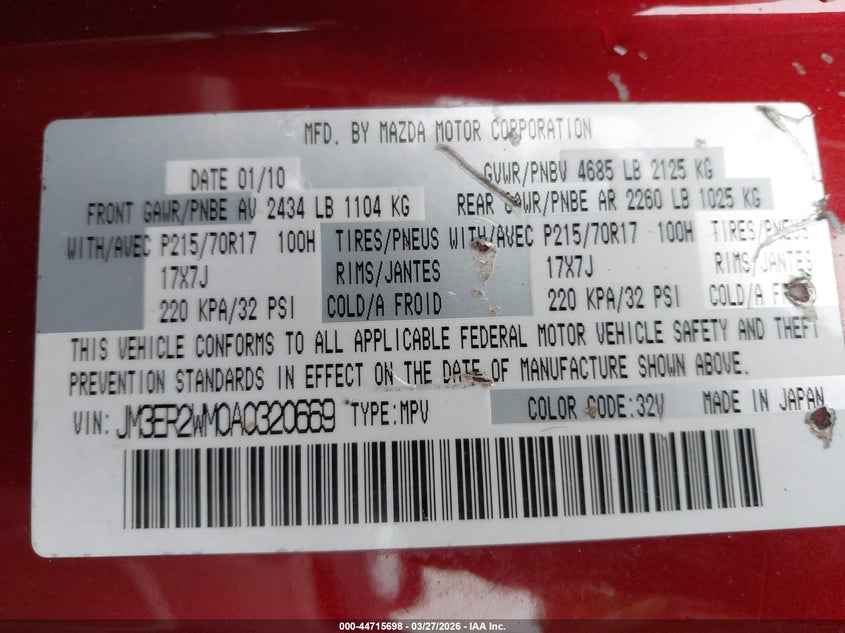 MFD. BY MAZDA MOTOR CORPORATION
DATE 01/10 GVWR/PNBV 4685 LB 2125 KG
FRONT GAWR/PNBE AV 2434 LB 1104 KG REAR GAWR/PNBE AR 2260 LB 1025 KG
WITH/AVEC P215/70R17 100H TIRES/PNEUS WITH/AVEC P215/70R17 100H TIRES/PNEUS
17X7J RIMS/JANTES 17X7J RIMS/JANTES
220 KPA/32 PSI COLD/A FROID 220 KPA/32 PSI COLD/A FROID
THIS VEHICLE CONFORMS TO ALL APPLICABLE FEDERAL MOTOR VEHICLE SAFETY AND THEFT
PREVENTION STANDARDS IN EFFECT ON THE DATE OF MANUFACTURE SHOWN ABOVE.
VIN: JM3ER2WM0A0320669 TYPE:MPV COLOR CODE:32V MADE IN JAPAN
000-44715698 - 03/27/2026 - IAA Inc.